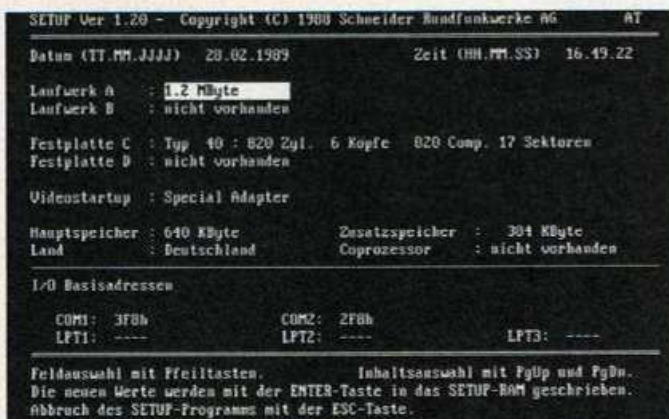 SETUP Ver 1.20 - Copyright (C) 1988 Schneider Rundfunkwerke AG AT
Datum (TT.MM.JJJJ) 28.02.1989 Zeit (HH.MM.SS) 16.49.22
Laufwerk A : 1.2 MByte
Laufwerk B : nicht vorhanden
Festplatte C : Typ 40 : 820 Zyl. 6 Kopfe 820 Comp. 17 Sektoren
Festplatte D : nicht vorhanden
Videostartup : Special Adapter
Hauptspeicher : 640 KByte Zusatzspeicher : 384 KByte
Land : Deutschland Coprozessor : nicht vorhanden
I/O Basisadressen
COM1: 3F8h COM2: 2F8h
LPT1: ---- LPT2: ---- LPT3: ----
Feldauswahl mit Pfeiltasten. Inhaltsauswahl mit PgUp und PgDn.
Die neuen Werte werden mit der ENTER-Taste in das SETUP-RAM geschrieben.
Abbruch des SETUP-Programms mit der ESC-Taste.